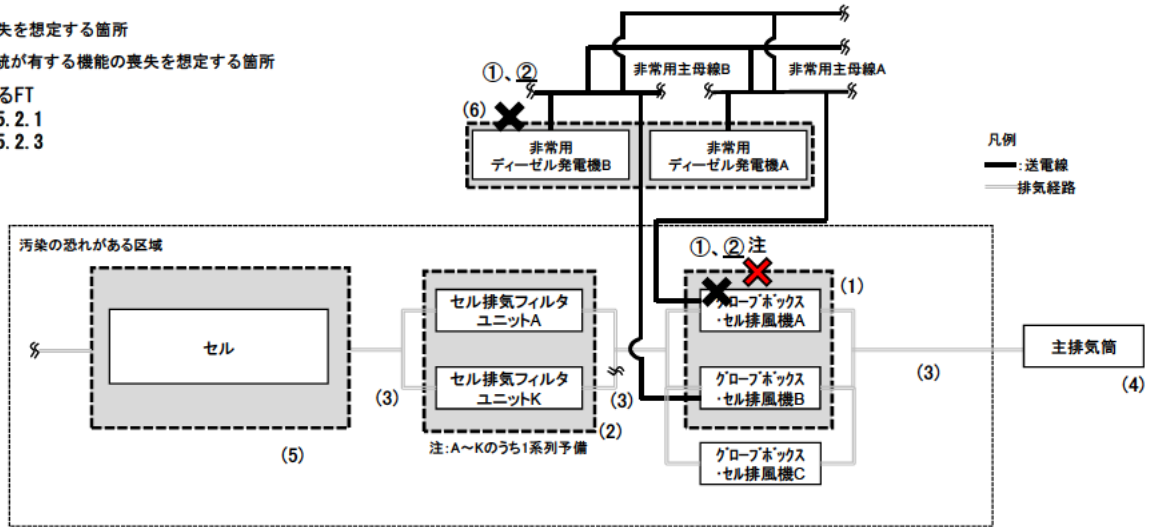 失を想定する箇所
統が有する機能の喪失を想定する箇所
るFT
5.2.1
5.2.3
①、②
非常用主母線B
非常用主母線A
(6)
非常用
ディーゼル発電機B
非常用
ディーゼル発電機A
凡例
:送電線
排気経路
汚染の恐れがある区域
①、②注
(1)
セル
セル排気フィルタ
ユニットA
グローブボックス
・セル排風機A
主排気筒
(3)
セル排気フィルタ
ユニットK
(3)
グローブボックス
・セル排風機B
(3)
(4)
(5)
(2)
注:A～Kのうち1系列予備
グローブボックス
・セル排風機C